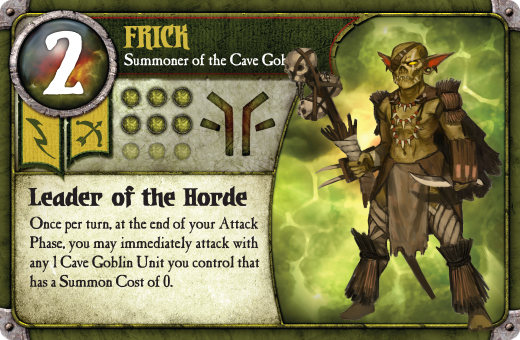 2
FRICK
Summoner of the Cave Gob
Leader of the Horde
Once per turn, at the end of your Attack
Phase, you may immediately attack with
any 1 Cave Goblin Unit you control that
has a Summon Cost of 0.